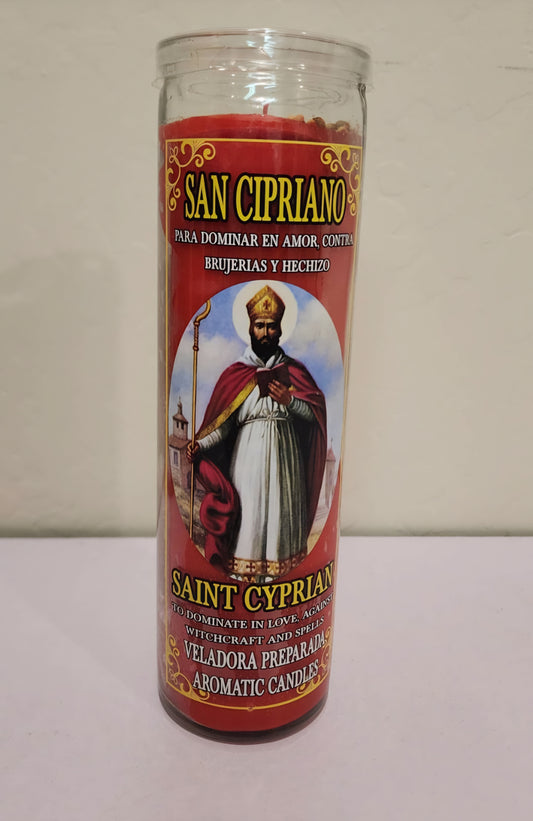 SAN CIPRIANO
PARA DOMINAR EN AMOR, CONTRA
BRUJERIAS Y HECHIZO
SAINT CYPRIAN
TO DOMINATE IN LOVE, AGAINST
WITCHCRAFT AND SPELLS
VELADORA PREPARADA
AROMATIC CANDLES